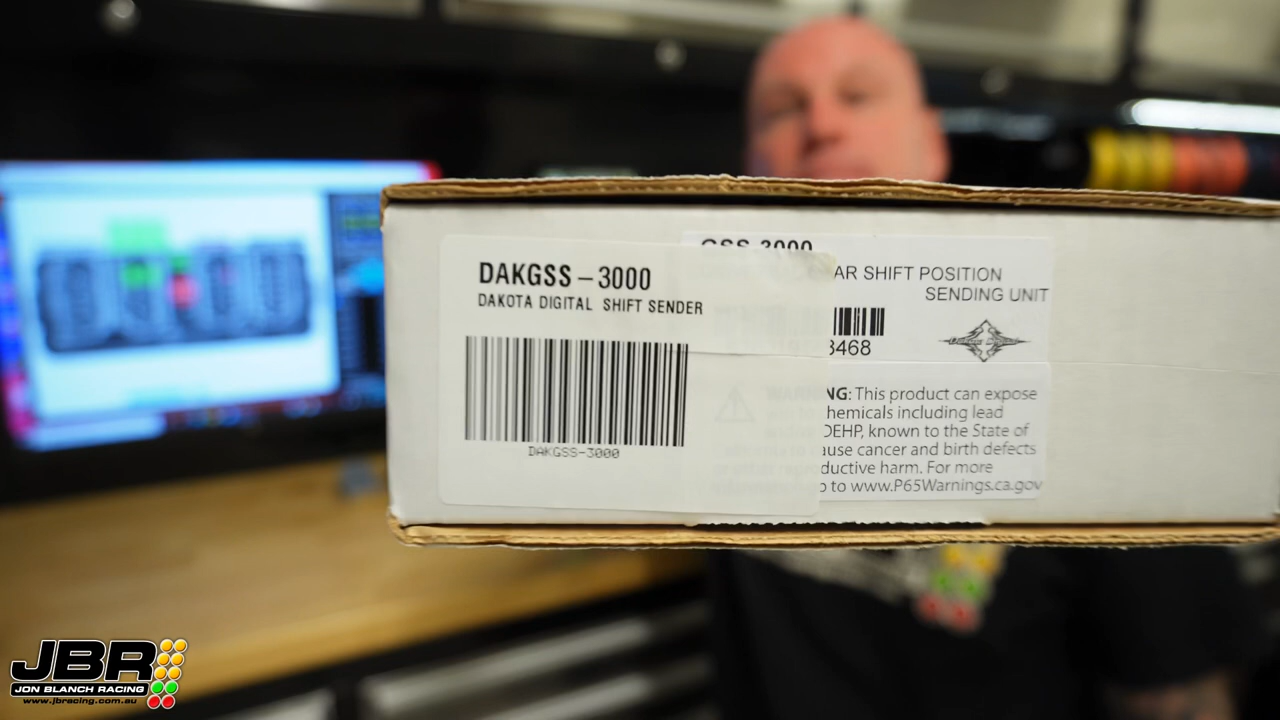 DAKGSS-3000
DAKOTA DIGITAL SHIFT SENDER
DAKGSS-3000
GSS-3000
AR SHIFT POSITION
SENDING UNIT
3468
NG: This product can expose
hemicals including lead
DEHP, known to the State of
ause cancer and birth defects
ductive harm. For more
o to www.P65Warnings.ca.gov
JBR
JON BLANCH RACING
www.jbracing.com.au